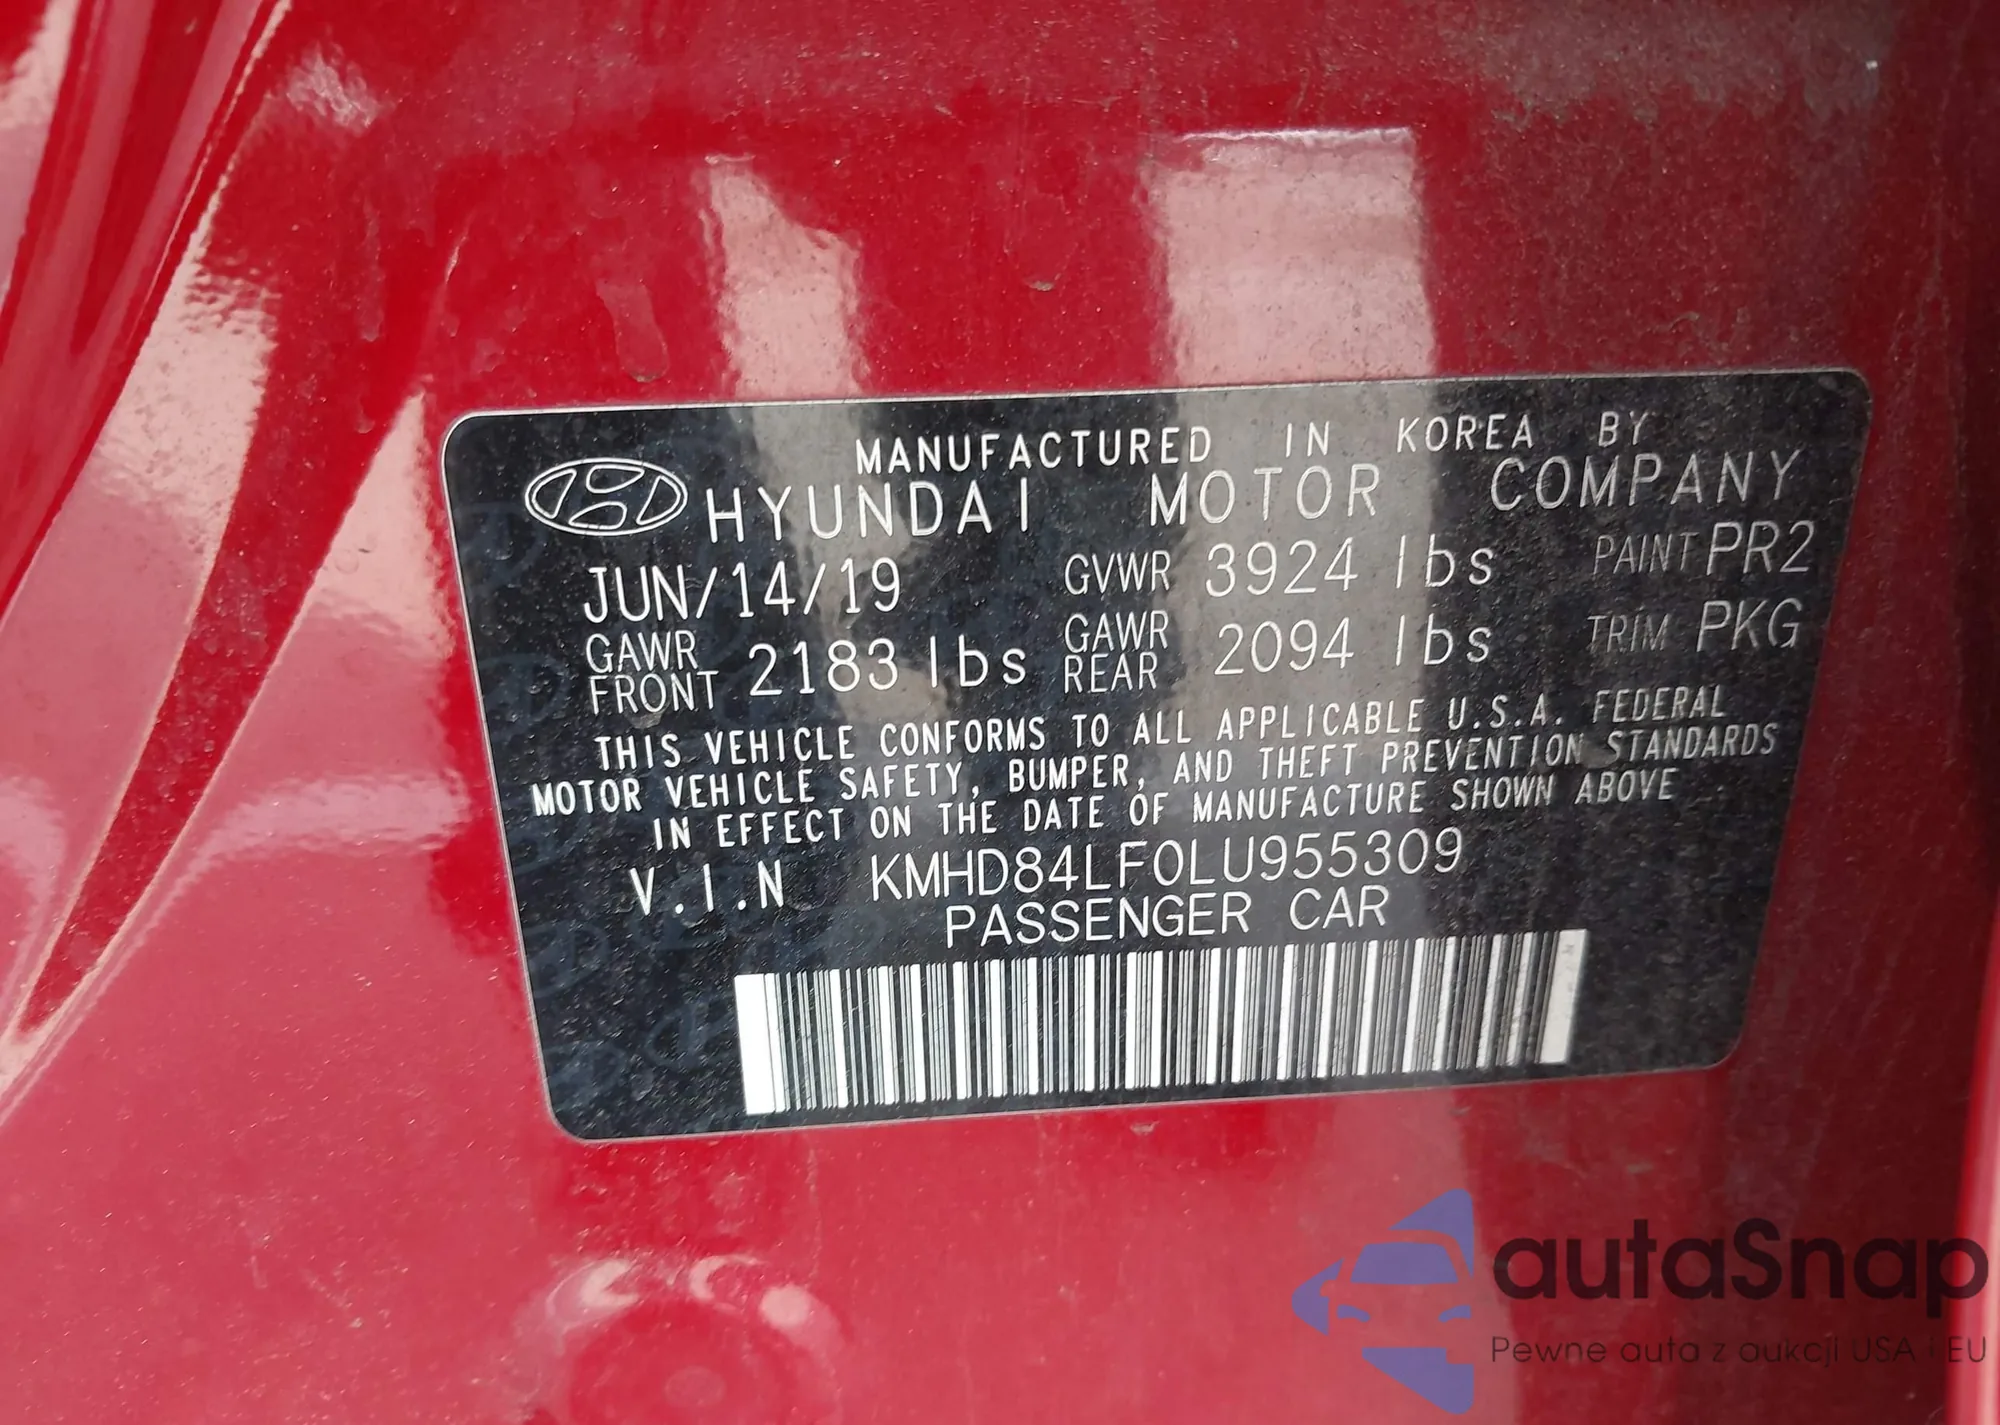 MANUFACTURED IN KOREA BY
HYUNDAI MOTOR COMPANY
JUN/14/19 GVWR 3924 lbs PAINT PR2
GAWR FRONT 2183 lbs GAWR REAR 2094 lbs TRIM PKG
THIS VEHICLE CONFORMS TO ALL APPLICABLE U.S.A. FEDERAL
MOTOR VEHICLE SAFETY, BUMPER, AND THEFT PREVENTION STANDARDS
IN EFFECT ON THE DATE OF MANUFACTURE SHOWN ABOVE
V.I.N KMHD84LF0LU955309
PASSENGER CAR
autaSnap
Pewne auta z aukcji USA i EU